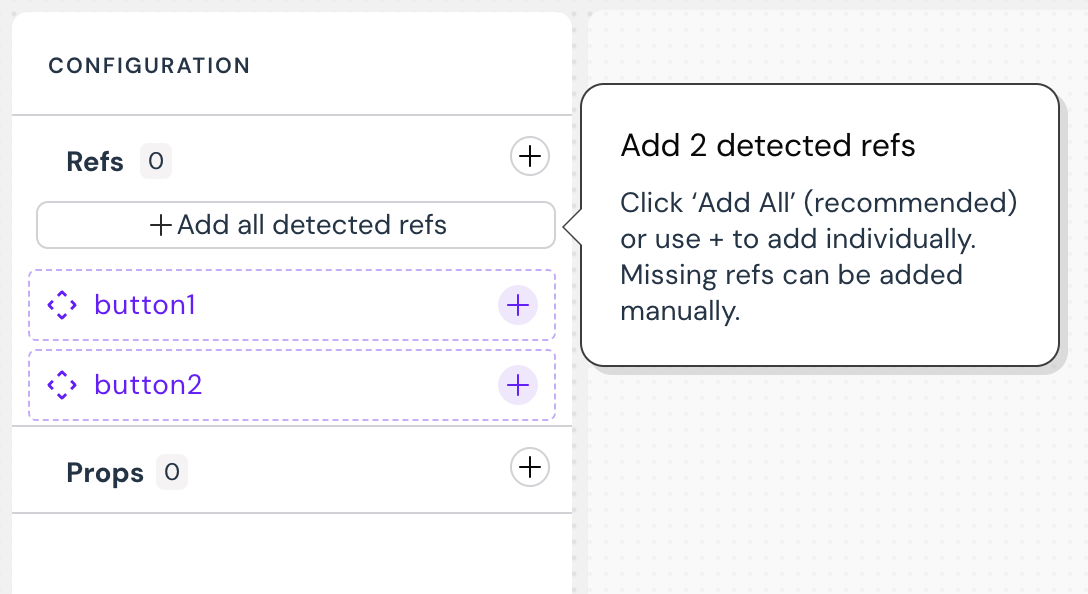 CONFIGURATION
Refs 0
Add all detected refs
button1
button2
Props 0
Add 2 detected refs
Click ‘Add All’ (recommended)
or use + to add individually.
Missing refs can be added
manually.